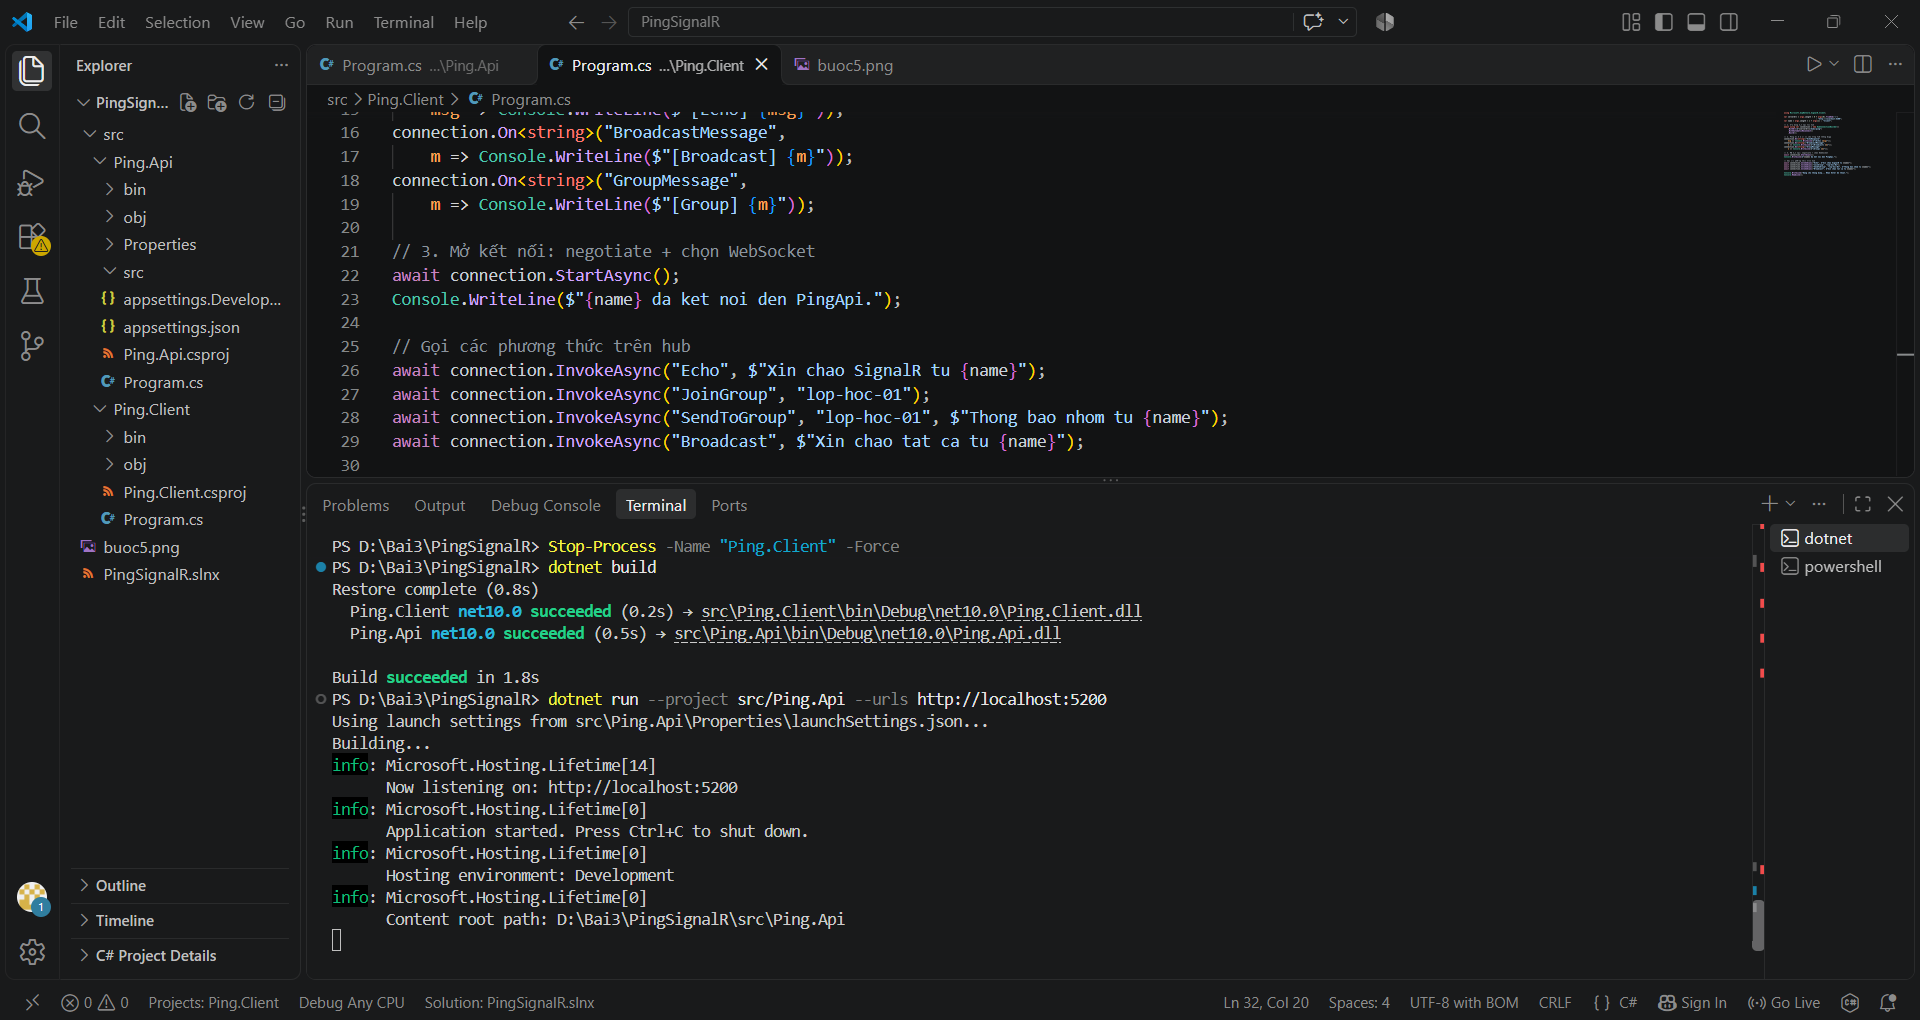 File Edit Selection View Go Run Terminal Help
PingSignalR
Explorer
PingSign...
src
Ping.Api
bin
obj
Properties
src
appsettings.Develop...
appsettings.json
Ping.Api.csproj
Program.cs
Ping.Client
bin
obj
Ping.Client.csproj
Program.cs
buoc5.png
PingSignalR.slnx
Outline
Timeline
C# Project Details
1
Program.cs ...\Ping.Api
Program.cs ...\Ping.Client
buoc5.png
src > Ping.Client > Program.cs
16 connection.On<string>("BroadcastMessage",
17 m => Console.WriteLine($"[Broadcast] {m}"));
18 connection.On<string>("GroupMessage",
19 m => Console.WriteLine($"[Group] {m}"));
20
21 // 3. Mở kết nối: negotiate + chọn WebSocket
22 await connection.StartAsync();
23 Console.WriteLine($"{name} da ket noi den PingApi.");
24
25 // Gọi các phương thức trên hub
26 await connection.InvokeAsync("Echo", $"Xin chao SignalR tu {name}");
27 await connection.InvokeAsync("JoinGroup", "lop-hoc-01");
28 await connection.InvokeAsync("SendToGroup", "lop-hoc-01", $"Thong bao nhom tu {name}");
29 await connection.InvokeAsync("Broadcast", $"Xin chao tat ca tu {name}");
30
Problems Output Debug Console Terminal Ports
PS D:\Bai3\PingSignalR> Stop-Process -Name "Ping.Client" -Force
PS D:\Bai3\PingSignalR> dotnet build
Restore complete (0.8s)
Ping.Client net10.0 succeeded (0.2s) → src\Ping.Client\bin\Debug\net10.0\Ping.Client.dll
Ping.Api net10.0 succeeded (0.5s) → src\Ping.Api\bin\Debug\net10.0\Ping.Api.dll
Build succeeded in 1.8s
PS D:\Bai3\PingSignalR> dotnet run --project src/Ping.Api --urls http://localhost:5200
Using launch settings from src\Ping.Api\Properties\launchSettings.json...
Building...
info: Microsoft.Hosting.Lifetime[14]
Now listening on: http://localhost:5200
info: Microsoft.Hosting.Lifetime[0]
Application started. Press Ctrl+C to shut down.
info: Microsoft.Hosting.Lifetime[0]
Hosting environment: Development
info: Microsoft.Hosting.Lifetime[0]
Content root path: D:\Bai3\PingSignalR\src\Ping.Api
dotnet
powershell
0 0 Projects: Ping.Client Debug Any CPU Solution: PingSignalR.slnx Ln 32, Col 20 Spaces: 4 UTF-8 with BOM CRLF {} C# Sign In Go Live